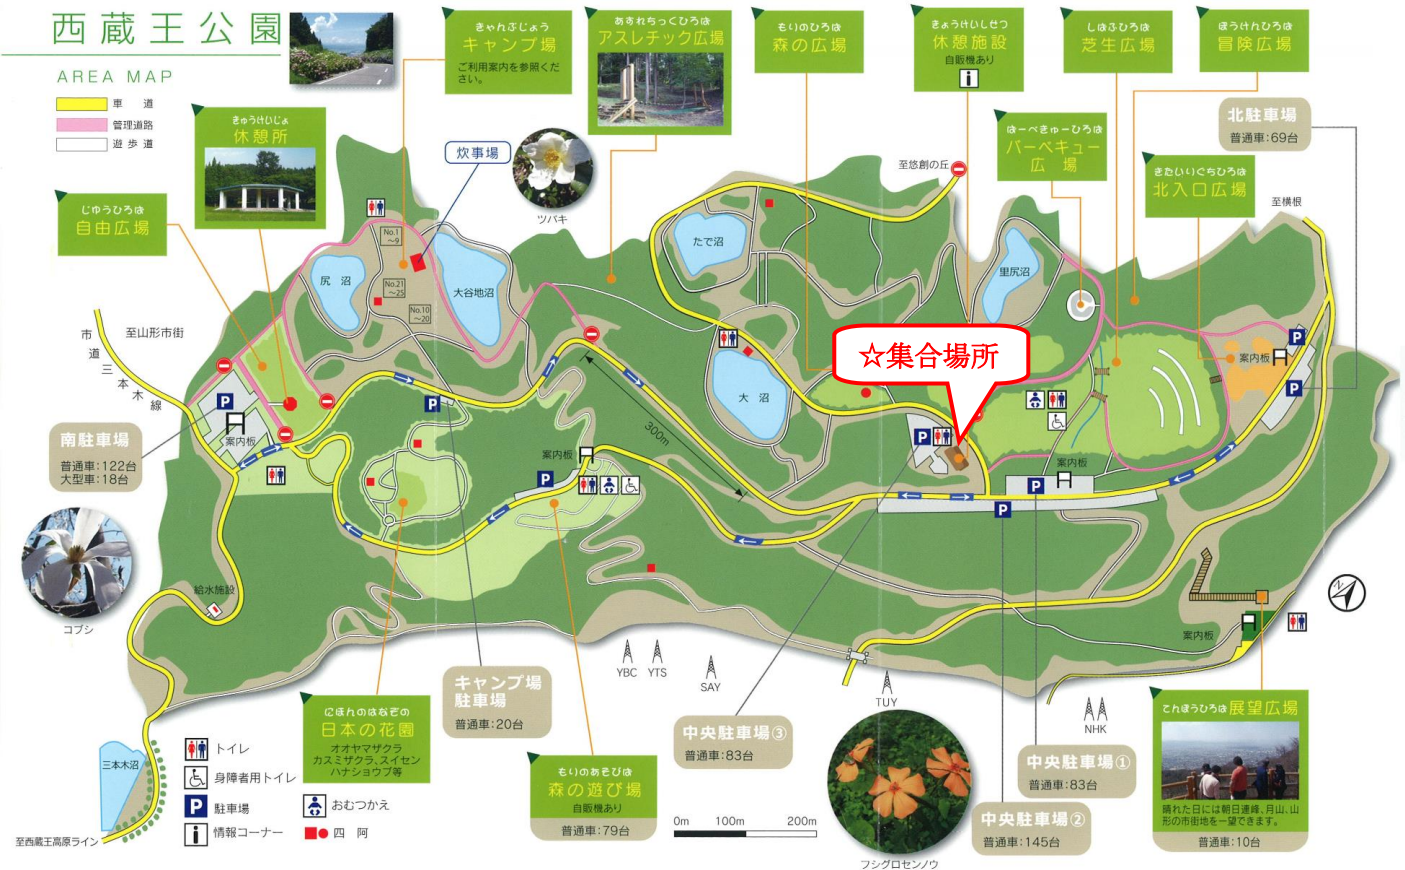 西蔵王公園
AREA MAP
車 道
管理道路
遊歩道
きゅうけいじょ
休憩所
じゆうひろば
自由広場
きゃんぷじょう
キャンプ場
ご利用案内を参照くだ
さい。
炊事場
ツバキ
あすれちっくひろば
アスレチック広場
もりのひろば
森の広場
きゅうけいしせつ
休憩施設
自販機あり
しばふひろば
芝生広場
ぼうけんひろば
冒険広場
ばーべきゅーひろば
バーベキュー
広 場
きたいりぐちひろば
北入口広場
北駐車場
普通車:69台
至悠創の丘
至横根
No.1
～9
No.21
～25
No.10
～20
尻 沼
大谷地沼
たで沼
里尻沼
大 沼
☆集合場所
案内板
至山形市街
市道三本木線
南駐車場
普通車:122台
大型車:18台
案内板
案内板
案内板
300m
コブシ
給水施設
案内板
YBC
YTS
SAY
TUY
NHK
キャンプ場
駐車場
普通車:20台
にほんのはなぞの
日本の花園
オオヤマザクラ
カスミザクラ、スイセン
ハナショウブ等
もりのあそびば
森の遊び場
自販機あり
普通車:79台
中央駐車場③
普通車:83台
中央駐車場①
普通車:83台
中央駐車場②
普通車:145台
てんぼうひろば 展望広場
晴れた日には朝日連峰、月山、山
形の市街地を一望できます。
普通車:10台
三本木沼
至西蔵王高原ライン
トイレ
身障者用トイレ
P 駐車場
情報コーナー
おむつかえ
四 阿
0m 100m 200m
フシグロセンノウ